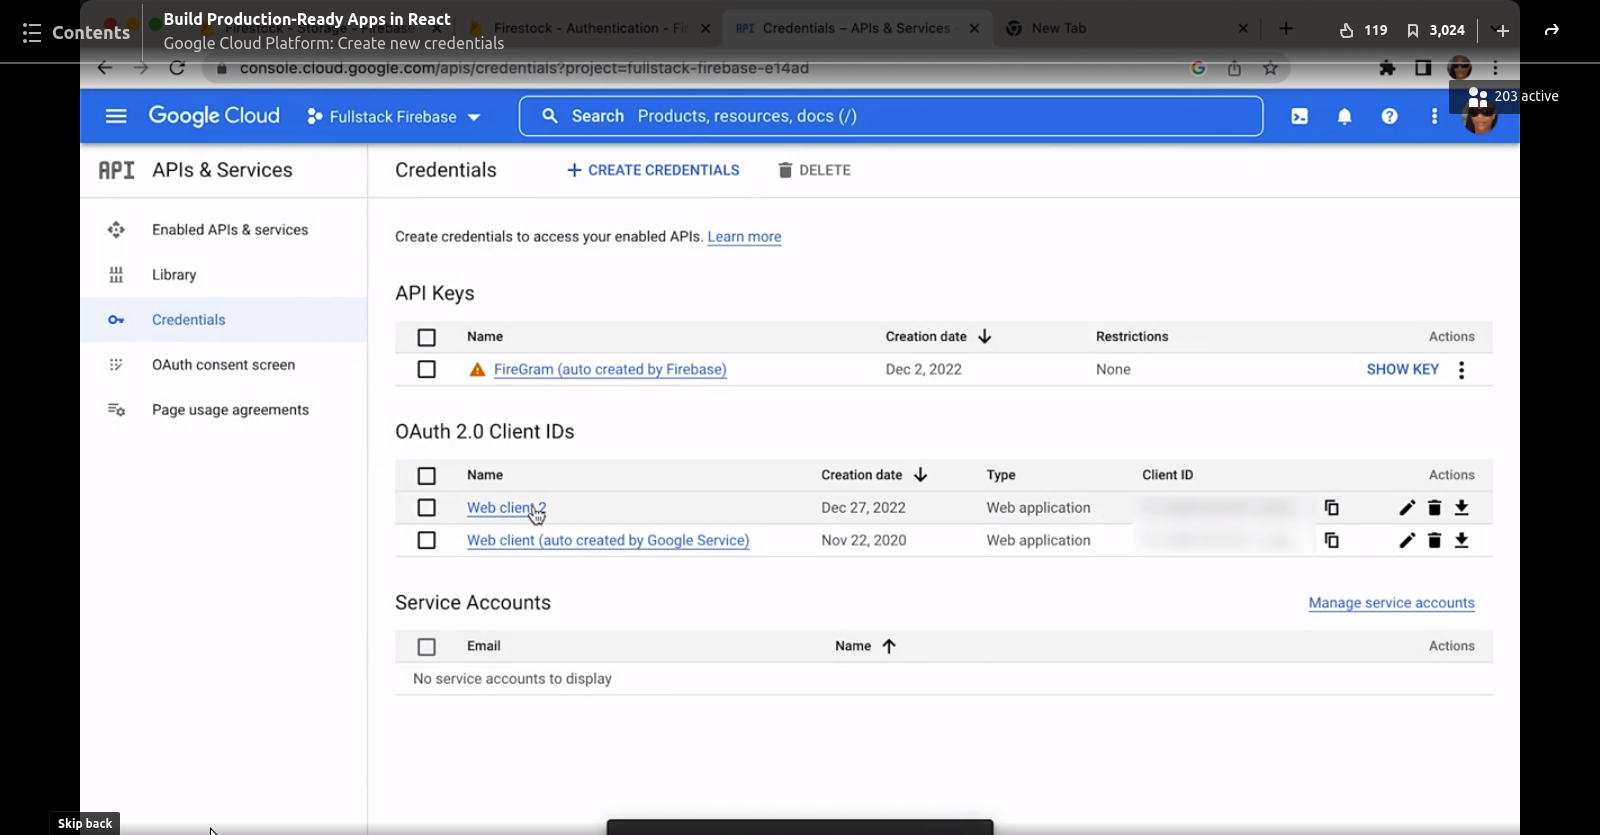 Contents
Build Production-Ready Apps in React
Google Cloud Platform: Create new credentials
119
3,024
Firestock - Storage - Firebase
Firestock - Authentication - Fi
API Credentials – APIs & Services
New Tab
console.cloud.google.com/apis/credentials?project=fullstack-firebase-e14ad
203 active
Google Cloud
Fullstack Firebase
Search Products, resources, docs (/)
API APIs & Services
Credentials
CREATE CREDENTIALS
DELETE
Enabled APIs & services
Library
Credentials
OAuth consent screen
Page usage agreements
Create credentials to access your enabled APIs. Learn more
API Keys
Name Creation date Restrictions Actions
FireGram (auto created by Firebase) Dec 2, 2022 None SHOW KEY
OAuth 2.0 Client IDs
Name Creation date Type Client ID Actions
Web client 2 Dec 27, 2022 Web application
Web client (auto created by Google Service) Nov 22, 2020 Web application
Service Accounts
Manage service accounts
Email Name Actions
No service accounts to display
Skip back